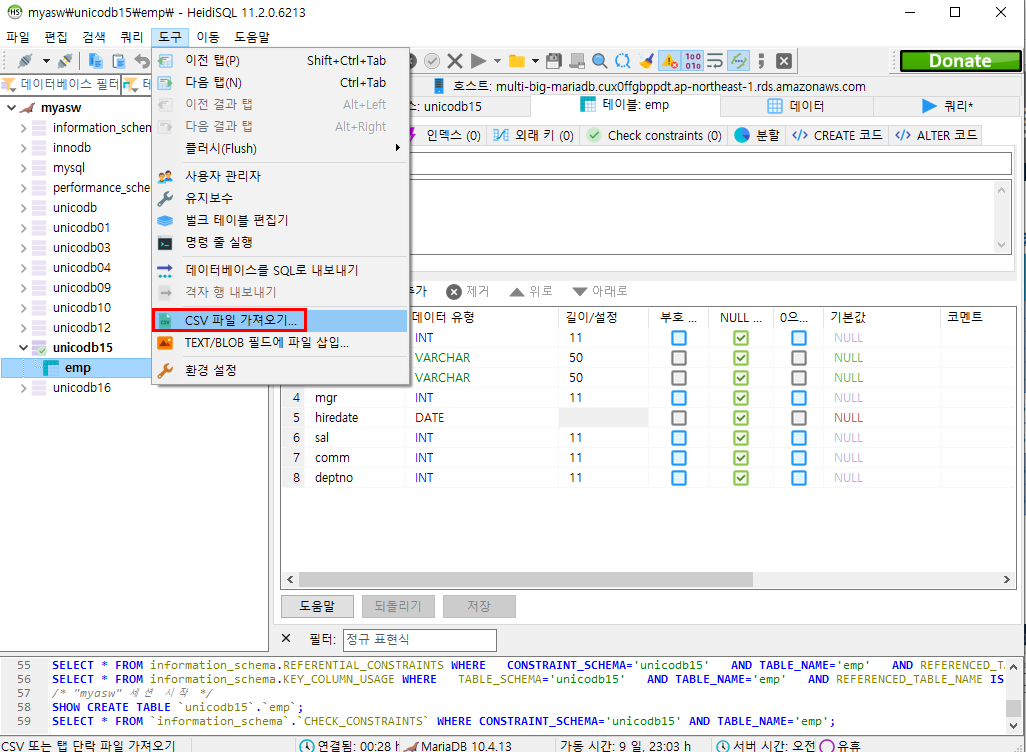 myasw\unicodb15\emp\ - HeidiSQL 11.2.0.6213
파일 편집 검색 쿼리 도구 이동 도움말
Donate
데이터베이스 필터
호스트: multi-big-mariadb.cux0ffgbppdt.ap-northeast-1.rds.amazonaws.com
스: unicodb15 테이블: emp 데이터 쿼리*
인덱스 (0) 외래 키 (0) Check constraints (0) 분할 CREATE 코드 ALTER 코드
myasw
information_schem
innodb
mysql
performance_sche
unicodb
unicodb01
unicodb03
unicodb04
unicodb09
unicodb10
unicodb12
unicodb15
emp
unicodb16
이전 탭(P) Shift+Ctrl+Tab
다음 탭(N) Ctrl+Tab
이전 결과 탭 Alt+Left
다음 결과 탭 Alt+Right
플러시(Flush)
사용자 관리자
유지보수
벌크 테이블 편집기
명령 줄 실행
데이터베이스를 SQL로 내보내기
격자 행 내보내기
CSV 파일 가져오기...
TEXT/BLOB 필드에 파일 삽입...
환경 설정
추가 제거 위로 아래로
데이터 유형 길이/설정 부호 ... NULL ... 0으... 기본값 코멘트
INT 11 NULL
VARCHAR 50 NULL
VARCHAR 50 NULL
4 mgr INT 11 NULL
5 hiredate DATE NULL
6 sal INT 11 NULL
7 comm INT 11 NULL
8 deptno INT 11 NULL
도움말 되돌리기 저장
필터: 정규 표현식
55 SELECT * FROM information_schema.REFERENTIAL_CONSTRAINTS WHERE CONSTRAINT_SCHEMA='unicodb15' AND TABLE_NAME='emp' AND REFERENCED_TA
56 SELECT * FROM information_schema.KEY_COLUMN_USAGE WHERE TABLE_SCHEMA='unicodb15' AND TABLE_NAME='emp' AND REFERENCED_TABLE_NAME IS
57 /* "myasw" 세션 시작 */
58 SHOW CREATE TABLE `unicodb15`.`emp`;
59 SELECT * FROM `information_schema`.`CHECK_CONSTRAINTS` WHERE CONSTRAINT_SCHEMA='unicodb15' AND TABLE_NAME='emp';
CSV 또는 탭 단락 파일 가져오기 연결됨: 00:28 h MariaDB 10.4.13 가동 시간: 9 일, 23:03 h 서버 시간: 오전 유휴